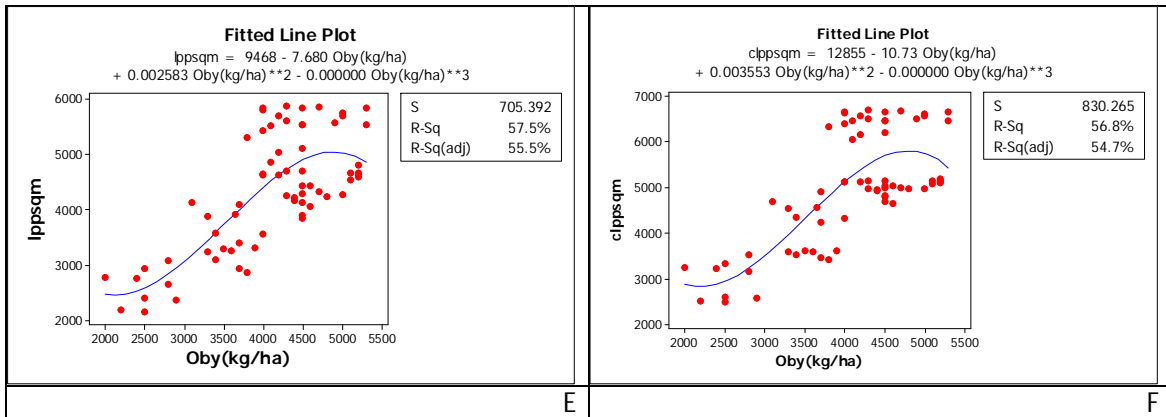 Fitted Line Plot
lppsqm = 9468 - 7.680 Oby(kg/ha)
+ 0.002583 Oby(kg/ha)**2 - 0.000000 Oby(kg/ha)**3
S 705.392
R-Sq 57.5%
R-Sq(adj) 55.5%
6000
5000
4000
3000
2000
lppsqm
2000 2500 3000 3500 4000 4500 5000 5500
Oby(kg/ha)
E
Fitted Line Plot
clppsqm = 12855 - 10.73 Oby(kg/ha)
+ 0.003553 Oby(kg/ha)**2 - 0.000000 Oby(kg/ha)**3
S 830.265
R-Sq 56.8%
R-Sq(adj) 54.7%
7000
6000
5000
4000
3000
2000
clppsqm
2000 2500 3000 3500 4000 4500 5000 5500
Oby(kg/ha)
F